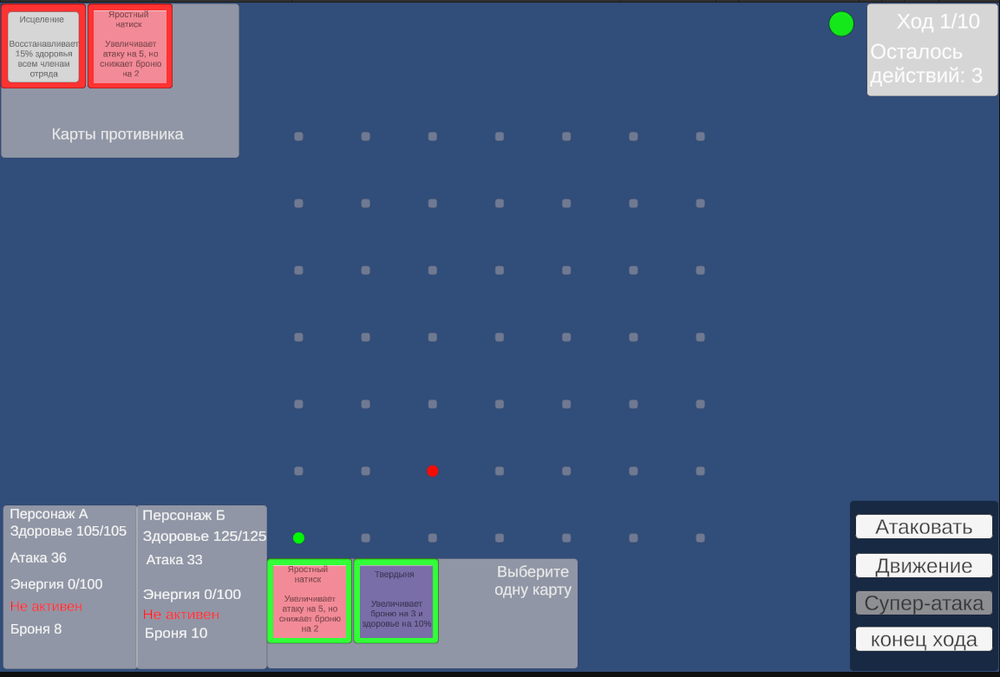 Исцеление
Восстанавливает
15% здоровья
всем членам
отряда
Яростный
натиск
Увеличивает
атаку на 5, но
снижает броню
на 2
Карты противника
Ход 1/10
Осталось
действий: 3
Персонаж А
Здоровье 105/105
Атака 36
Энергия 0/100
Не активен
Броня 8
Персонаж Б
Здоровье 125/125
Атака 33
Энергия 0/100
Не активен
Броня 10
Яростный
натиск
Увеличивает
атаку на 5, но
снижает броню
на 2
Твердыня
Увеличивает
броню на 3 и
здоровье на 10%
Выберите
одну карту
Атаковать
Движение
Супер-атака
конец хода